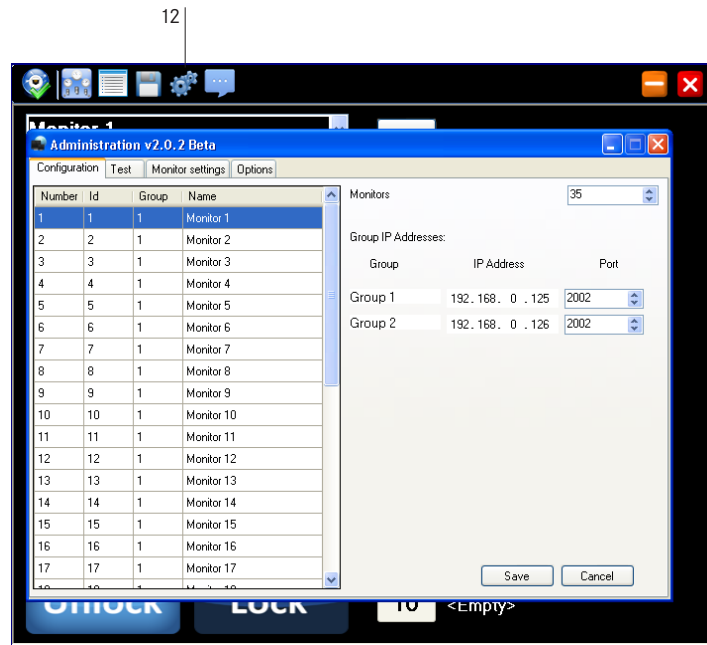 12
Monitor 1
Administration v2.0.2 Beta
Configuration Test Monitor settings Options
Number Id Group Name
1 1 1 Monitor 1
2 2 1 Monitor 2
3 3 1 Monitor 3
4 4 1 Monitor 4
5 5 1 Monitor 5
6 6 1 Monitor 6
7 7 1 Monitor 7
8 8 1 Monitor 8
9 9 1 Monitor 9
10 10 1 Monitor 10
11 11 1 Monitor 11
12 12 1 Monitor 12
13 13 1 Monitor 13
14 14 1 Monitor 14
15 15 1 Monitor 15
16 16 1 Monitor 16
17 17 1 Monitor 17
Monitors 35
Group IP Addresses:
Group IP Address Port
Group 1 192.168. 0 .125 2002
Group 2 192.168. 0 .126 2002
Save Cancel
Unlock Lock 10 <Empty>